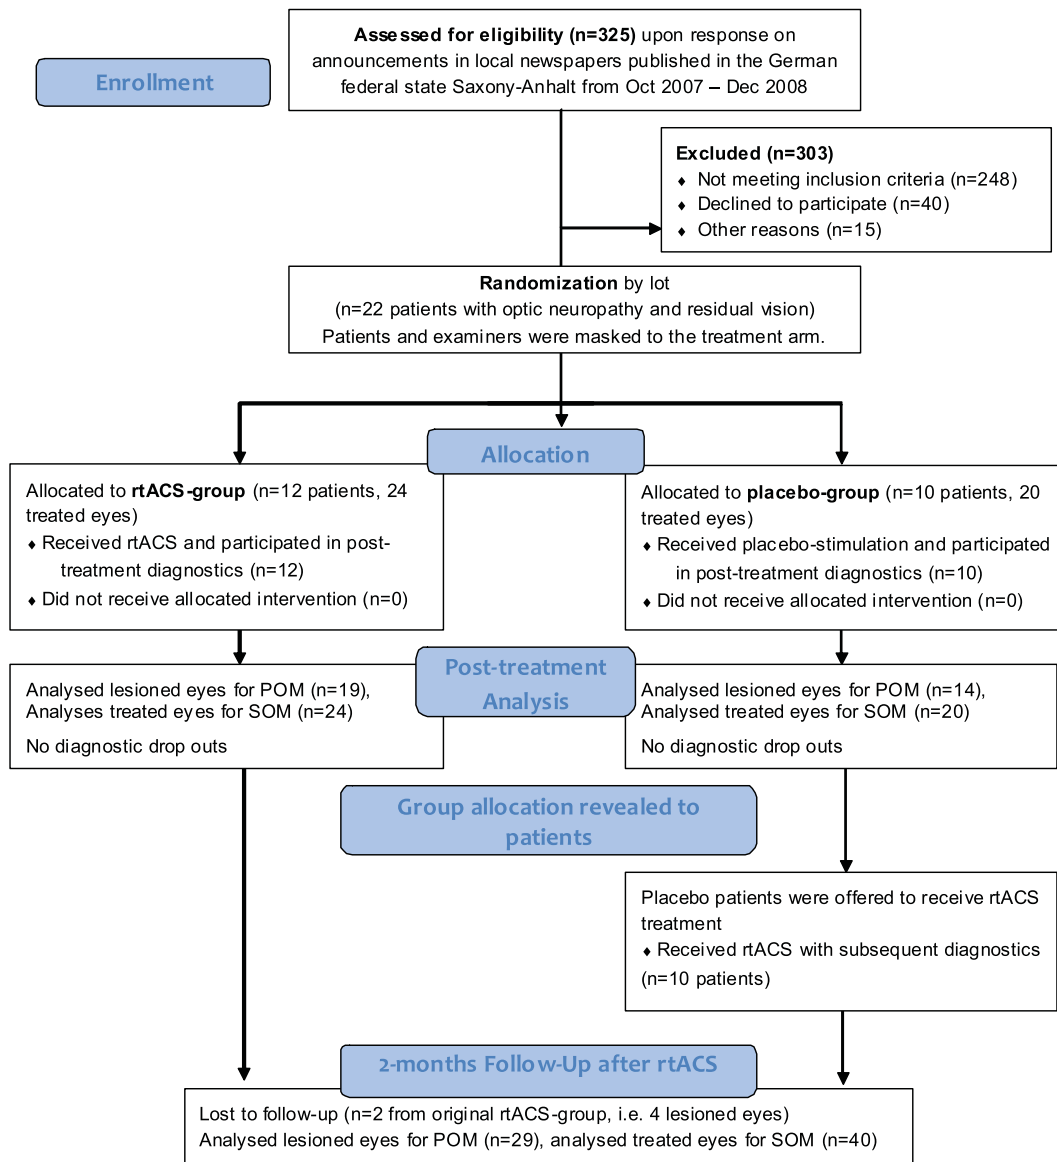 Assessed for eligibility (n=325) upon response on
announcements in local newspapers published in the German
federal state Saxony-Anhalt from Oct 2007 – Dec 2008
Enrollment
Excluded (n=303)
♦ Not meeting inclusion criteria (n=248)
♦ Declined to participate (n=40)
♦ Other reasons (n=15)
Randomization by lot
(n=22 patients with optic neuropathy and residual vision)
Patients and examiners were masked to the treatment arm.
Allocation
Allocated to rtACS-group (n=12 patients, 24
treated eyes)
♦ Received rtACS and participated in post-
treatment diagnostics (n=12)
♦ Did not receive allocated intervention (n=0)
Allocated to placebo-group (n=10 patients, 20
treated eyes)
♦ Received placebo-stimulation and participated
in post-treatment diagnostics (n=10)
♦ Did not receive allocated intervention (n=0)
Post-treatment
Analysis
Analysed lesioned eyes for POM (n=19),
Analyses treated eyes for SOM (n=24)
No diagnostic drop outs
Analysed lesioned eyes for POM (n=14),
Analysed treated eyes for SOM (n=20)
No diagnostic drop outs
Group allocation revealed to
patients
Placebo patients were offered to receive rtACS
treatment
♦ Received rtACS with subsequent diagnostics
(n=10 patients)
2-months Follow-Up after rtACS
Lost to follow-up (n=2 from original rtACS-group, i.e. 4 lesioned eyes)
Analysed lesioned eyes for POM (n=29), analysed treated eyes for SOM (n=40)